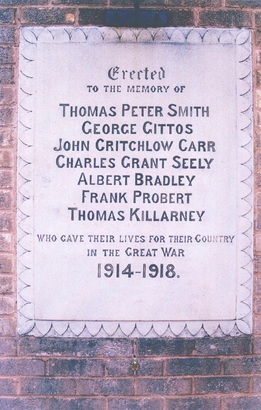 Erected
TO THE MEMORY OF
THOMAS PETER SMITH
GEORGE GITTOS
JOHN CRITCHLOW CARR
CHARLES GRANT SEELY
ALBERT BRADLEY
FRANK PROBERT
THOMAS KILLARNEY
WHO GAVE THEIR LIVES FOR THEIR COUNTRY
IN THE GREAT WAR
1914-1918.